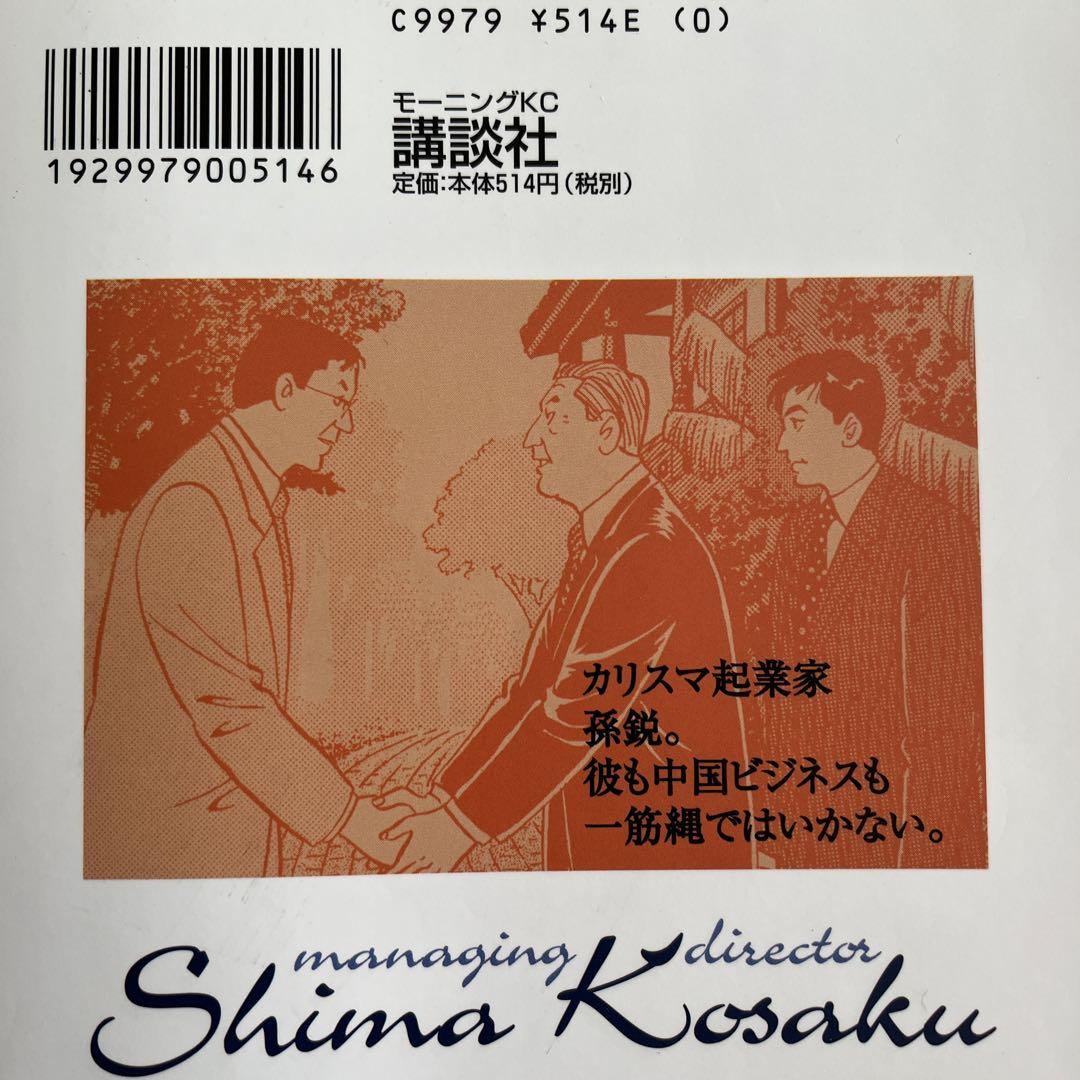 C9979 ¥514E (0)
1929979005146
モーニングKC
講談社
定価:本体514円(税別)
カリスマ起業家
孫鋭。
彼も中国ビジネスも
一筋縄ではいかない。
managing director
Shima Kosaku